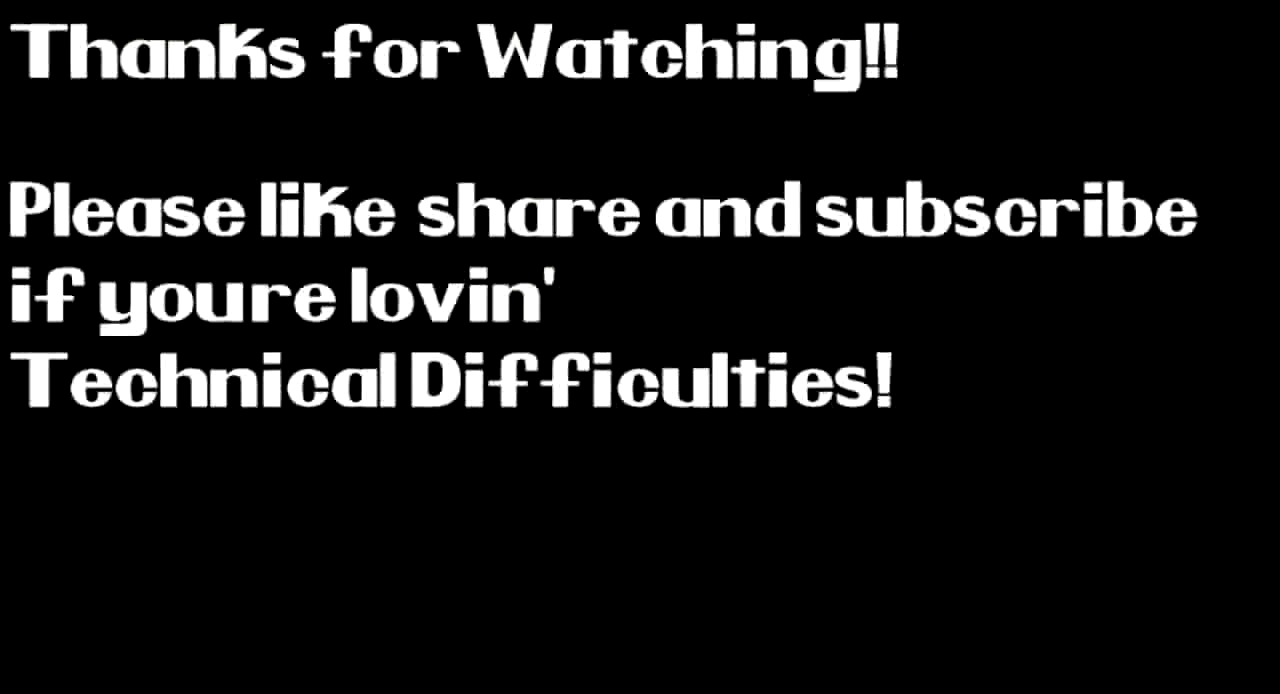 Thanks for Watching!!
Please like share and subscribe
if youre lovin'
Technical Difficulties!